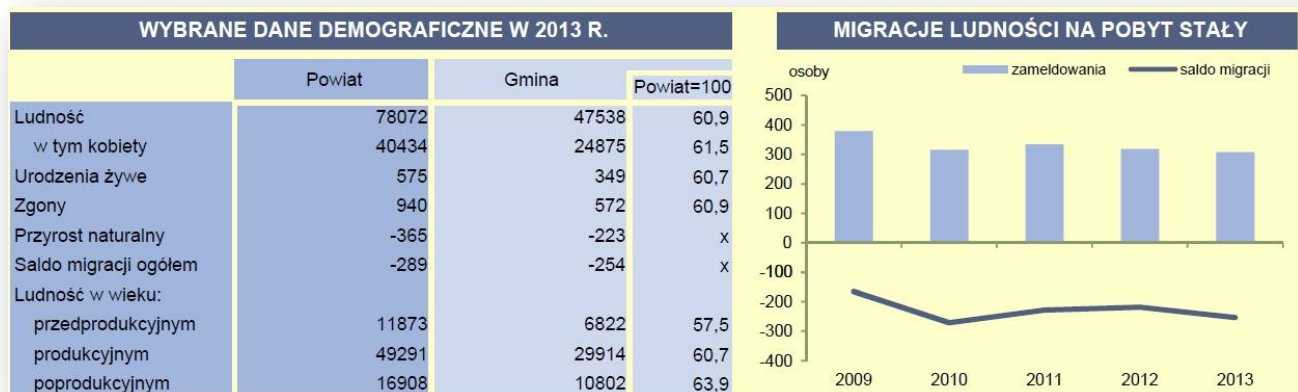 WYBRANE DANE DEMOGRAFICZNE W 2013 R.
Powiat Gmina Powiat=100
Ludność 78072 47538 60,9
w tym kobiety 40434 24875 61,5
Urodzenia żywe 575 349 60,7
Zgony 940 572 60,9
Przyrost naturalny -365 -223 x
Saldo migracji ogółem -289 -254 x
Ludność w wieku:
przedprodukcyjnym 11873 6822 57,5
produkcyjnym 49291 29914 60,7
poprodukcyjnym 16908 10802 63,9
MIGRACJE LUDNOŚCI NA POBYT STAŁY
osoby zameldowania saldo migracji
500
400
300
200
100
0
-100
-200
-300
-400
2009 2010 2011 2012 2013